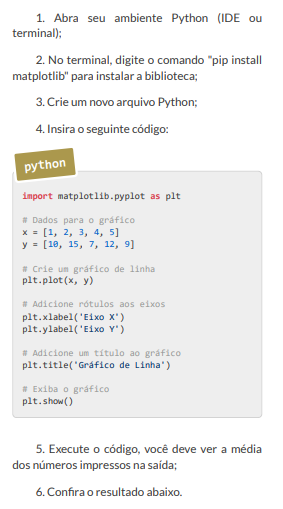 1. Abra seu ambiente Python (IDE ou
terminal);
2. No terminal, digite o comando "pip install
matplotlib" para instalar a biblioteca;
3. Crie um novo arquivo Python;
4. Insira o seguinte código:
python
import matplotlib.pyplot as plt
# Dados para o gráfico
x = [1, 2, 3, 4, 5]
y = [10, 15, 7, 12, 9]
# Crie um gráfico de linha
plt.plot(x, y)
# Adicione rótulos aos eixos
plt.xlabel('Eixo X')
plt.ylabel('Eixo Y')
# Adicione um título ao gráfico
plt.title('Gráfico de Linha')
# Exiba o gráfico
plt.show()
5. Execute o código, você deve ver a média
dos números impressos na saída;
6. Confira o resultado abaixo.